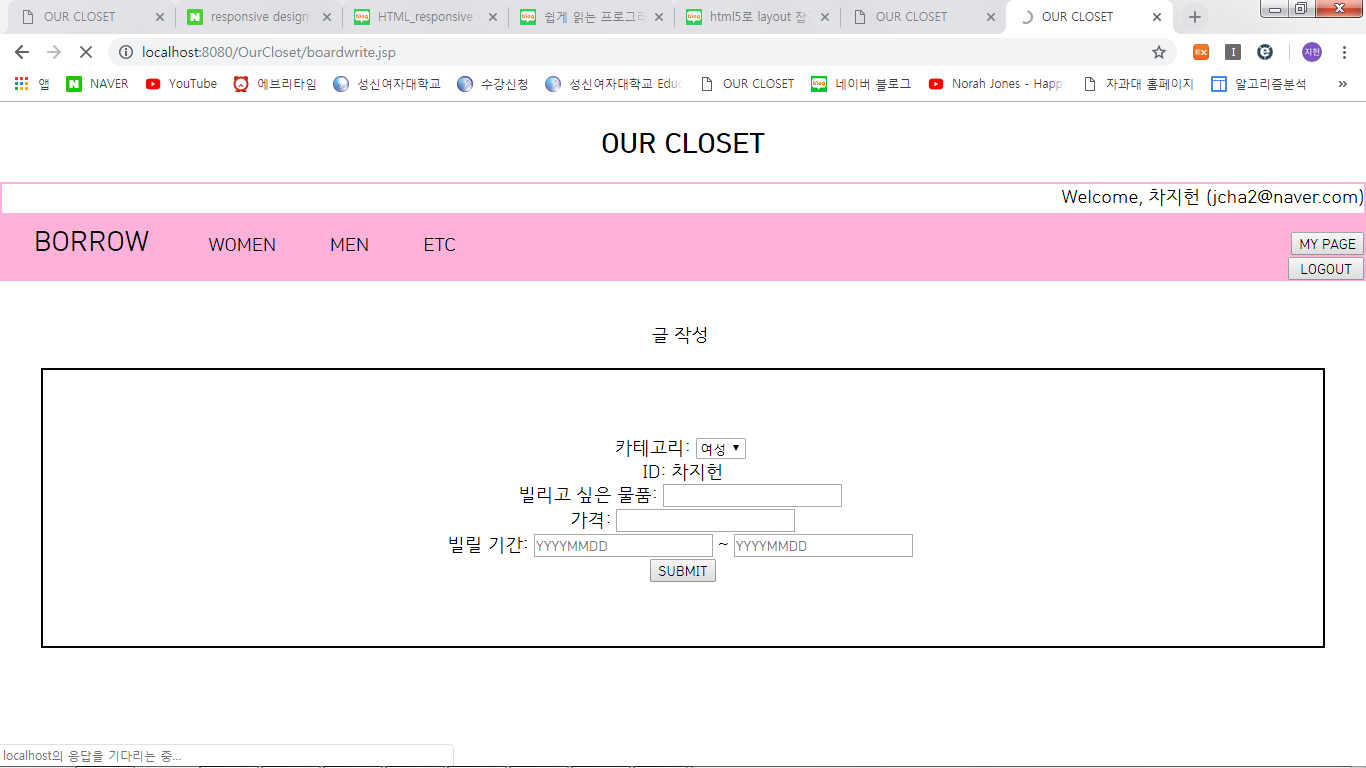 OUR CLOSET
responsive design
HTML_responsive
쉽게 읽는 프로그래
html5로 layout 잡
OUR CLOSET
OUR CLOSET
localhost:8080/OurCloset/boardwrite.jsp
지헌
앱
NAVER
YouTube
에브리타임
성신여자대학교
수강신청
성신여자대학교 Educ
OUR CLOSET
네이버 블로그
Norah Jones - Happ
자과대 홈페이지
알고리즘분석
»
OUR CLOSET
Welcome, 차지헌 (jcha2@naver.com)
BORROW WOMEN MEN ETC
MY PAGE
LOGOUT
글 작성
카테고리: 여성
ID: 차지헌
빌리고 싶은 물품:
가격:
빌릴 기간: YYYYMMDD ~ YYYYMMDD
SUBMIT
localhost의 응답을 기다리는 중...